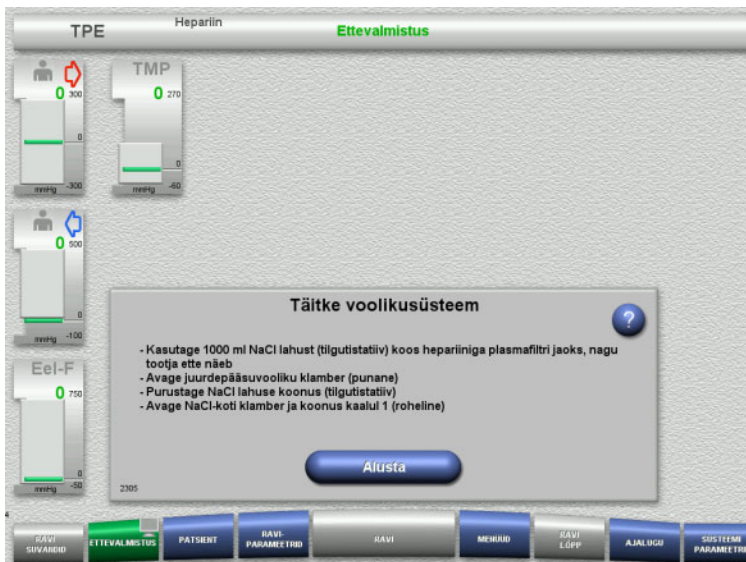 TPE
Hepariin
Ettevalmistus
0 300
0
mmHg -300
TMP
0 270
0
mmHg -60
0 500
0
mmHg -100
Eel-F
0 750
0
mmHg -50
Täitke voolikusüsteem
?
- Kasutage 1000 ml NaCl lahust (tilgutistatiiv) koos hepariiniga plasmafiltri jaoks, nagu
tootja ette näeb
- Avage juurdepääsuvooliku klamber (punane)
- Purustage NaCl lahuse koonus (tilgutistatiiv)
- Avage NaCl-koti klamber ja koonus kaalul 1 (roheline)
Alusta
2305
4
RAVI
SUVANDID
ETTEVALMISTUS
PATSIENT
RAVI-
PARAMEETRID
RAVI
MENÜÜD
RAVI
LÕPP
AJALUGU
SÜSTEEMI
PARAMEETRID